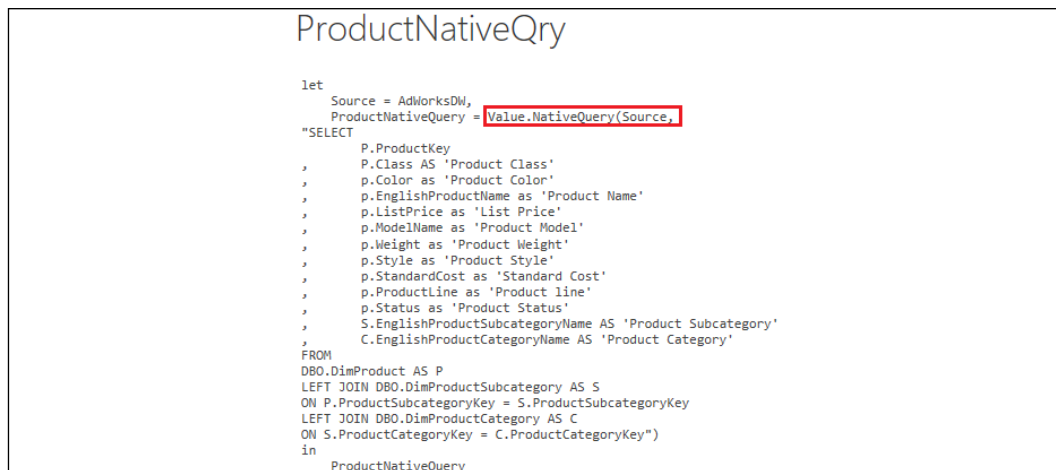 ProductNativeQry
let
    Source = AdWorksDW,
    ProductNativeQuery = Value.NativeQuery(Source,
"SELECT
        P.ProductKey
,       P.Class AS 'Product Class'
,       p.Color as 'Product Color'
,       p.EnglishProductName as 'Product Name'
,       p.ListPrice as 'List Price'
,       p.ModelName as 'Product Model'
,       p.Weight as 'Product Weight'
,       p.Style as 'Product Style'
,       p.StandardCost as 'Standard Cost'
,       p.ProductLine as 'Product line'
,       p.Status as 'Product Status'
,       S.EnglishProductSubcategoryName AS 'Product Subcategory'
,       C.EnglishProductCategoryName AS 'Product Category'
FROM
DBO.DimProduct AS P
LEFT JOIN DBO.DimProductSubcategory AS S
ON P.ProductSubcategoryKey = S.ProductSubcategoryKey
LEFT JOIN DBO.DimProductCategory AS C
ON S.ProductCategoryKey = C.ProductCategoryKey")
in
    ProductNativeQuery